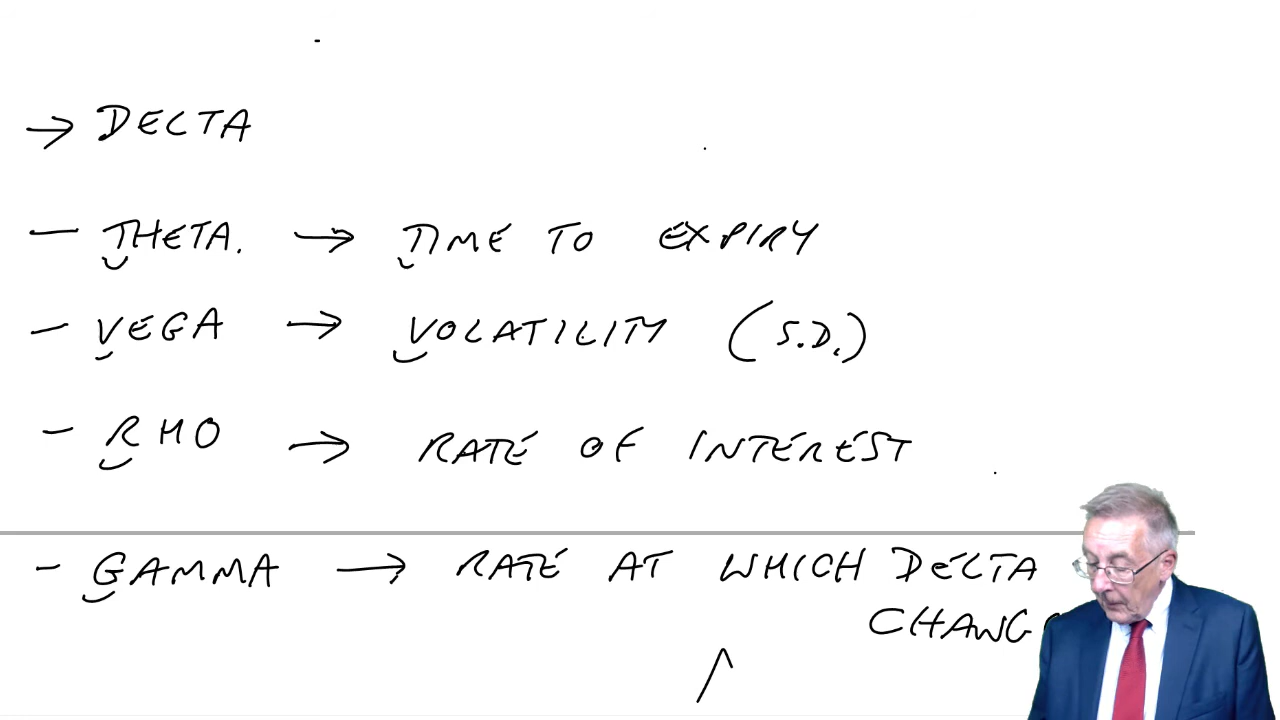 → DELTA
- THETA. → TIME TO EXPIRY
- VEGA → VOLATILITY (S.D.)
- RHO → RATE OF INTEREST
- GAMMA → RATE AT WHICH DELTA